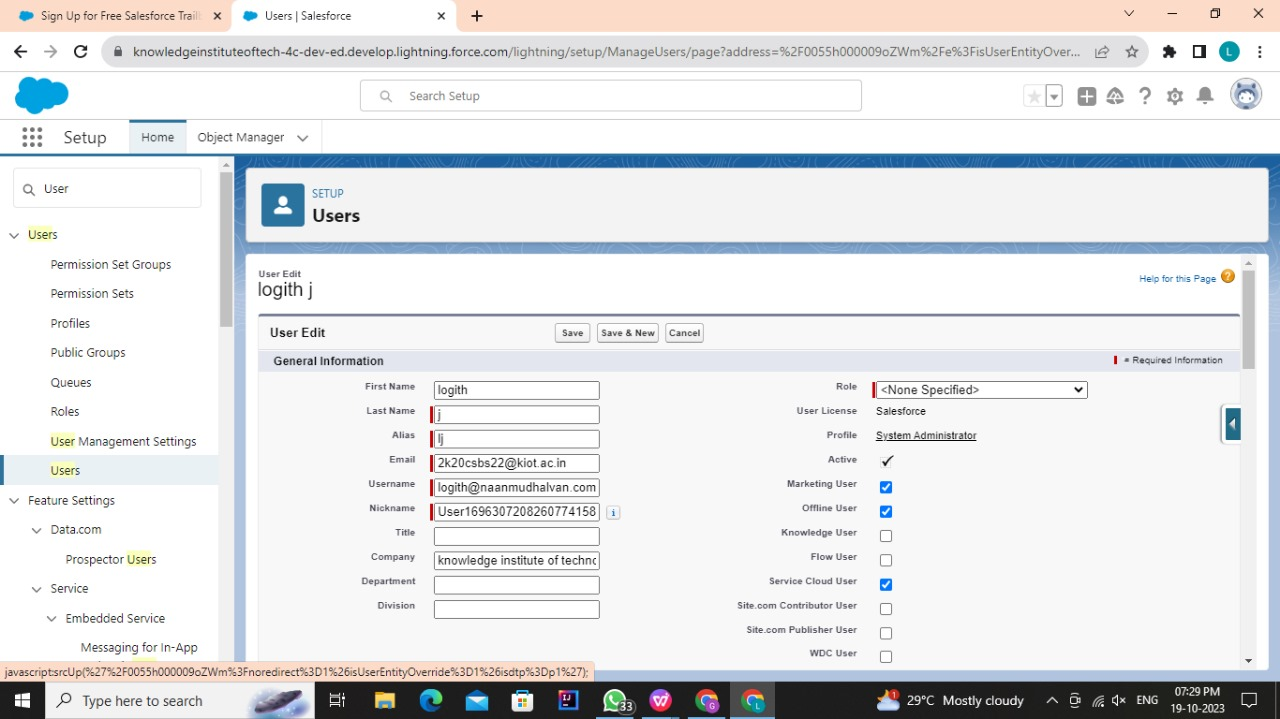 Sign Up for Free Salesforce Trailb
Users | Salesforce
knowledgeinstituteoftech-4c-dev-ed.develop.lightning.force.com/lightning/setup/ManageUsers/page?address=%2F0055h000009oZWm%2Fe%3FisUserEntityOver...
L
Search Setup
Setup
Home
Object Manager
User
Users
Permission Set Groups
Permission Sets
Profiles
Public Groups
Queues
Roles
User Management Settings
Users
Feature Settings
Data.com
Prospector Users
Service
Embedded Service
Messaging for In-App
SETUP
Users
User Edit
logith j
Help for this Page ?
User Edit
Save
Save & New
Cancel
General Information
= Required Information
First Name logith
Last Name j
Alias lj
Email 2k20csbs22@kiot.ac.in
Username logith@naanmudhalvan.com
Nickname User1696307208260774158 i
Title
Company knowledge institute of techno
Department
Division
Role <None Specified>
User License Salesforce
Profile System Administrator
Active
Marketing User
Offline User
Knowledge User
Flow User
Service Cloud User
Site.com Contributor User
Site.com Publisher User
WDC User
javascript:srcUp(%27%2F0055h000009oZWm%3Fnoredirect%3D1%26isUserEntityOverride%3D1%26isdtp%3Dp1%27);
Type here to search
33
W
G
L
1
29°C Mostly cloudy
ENG
07:29 PM
19-10-2023